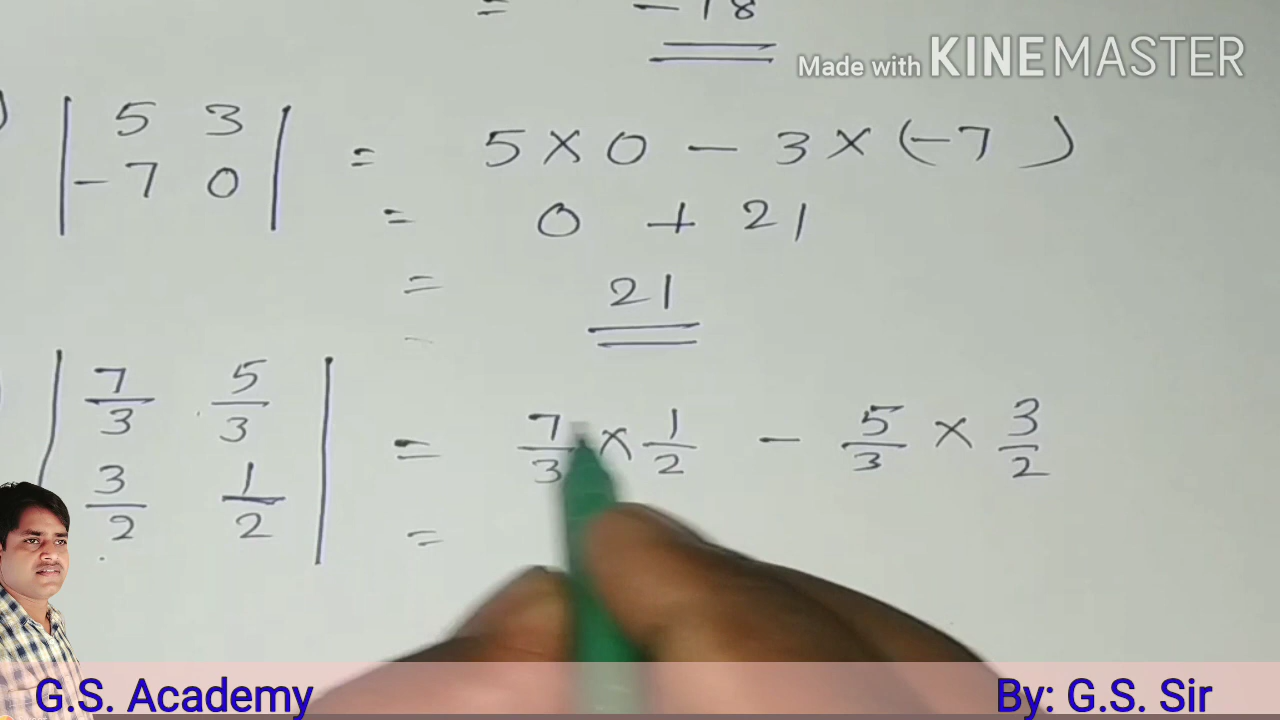 = -18
Made with KINEMASTER
) | 5 3 | = 5 × 0 - 3 × (-7 )
| -7 0 |
= 0 + 21
= 21
| 7/3 5/3 | = 7/3 × 1/2 - 5/3 × 3/2
| 3/2 1/2 |
=
G.S. Academy
By: G.S. Sir